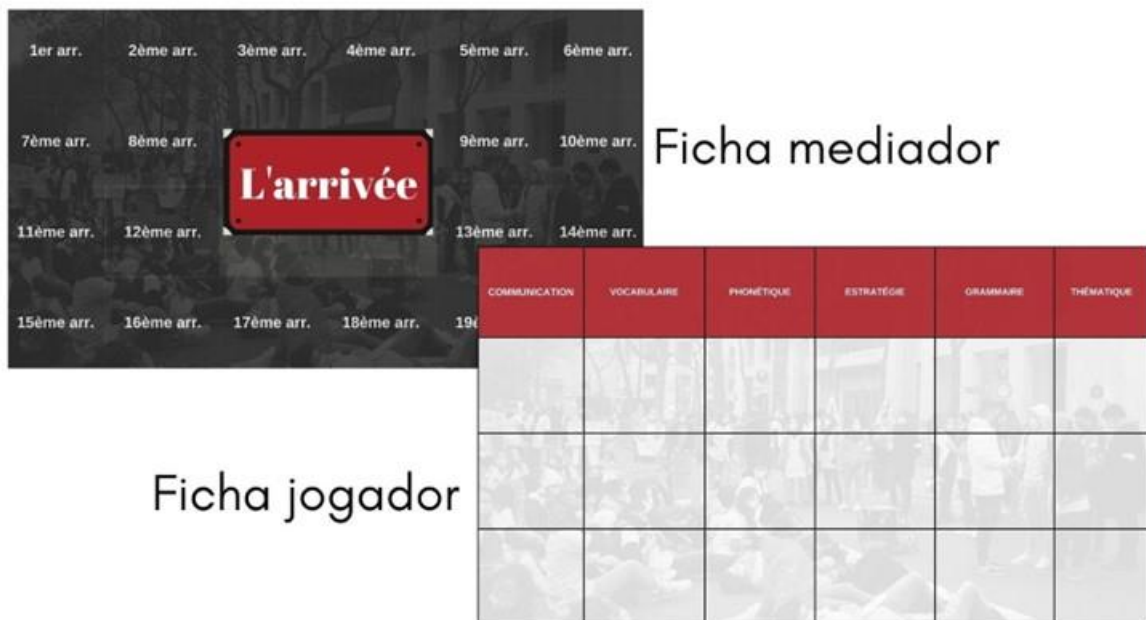 1er arr. 2ème arr. 3ème arr. 4ème arr. 5ème arr. 6ème arr.
7ème arr. 8ème arr. 9ème arr. 10ème arr.
L'arrivée
11ème arr. 12ème arr. 13ème arr. 14ème arr.
15ème arr. 16ème arr. 17ème arr. 18ème arr.
Ficha mediador
COMMUNICATION VOCABULAIRE PHONÉTIQUE ESTRATÉGIE GRAMMAIRE THÉMATIQUE
Ficha jogador